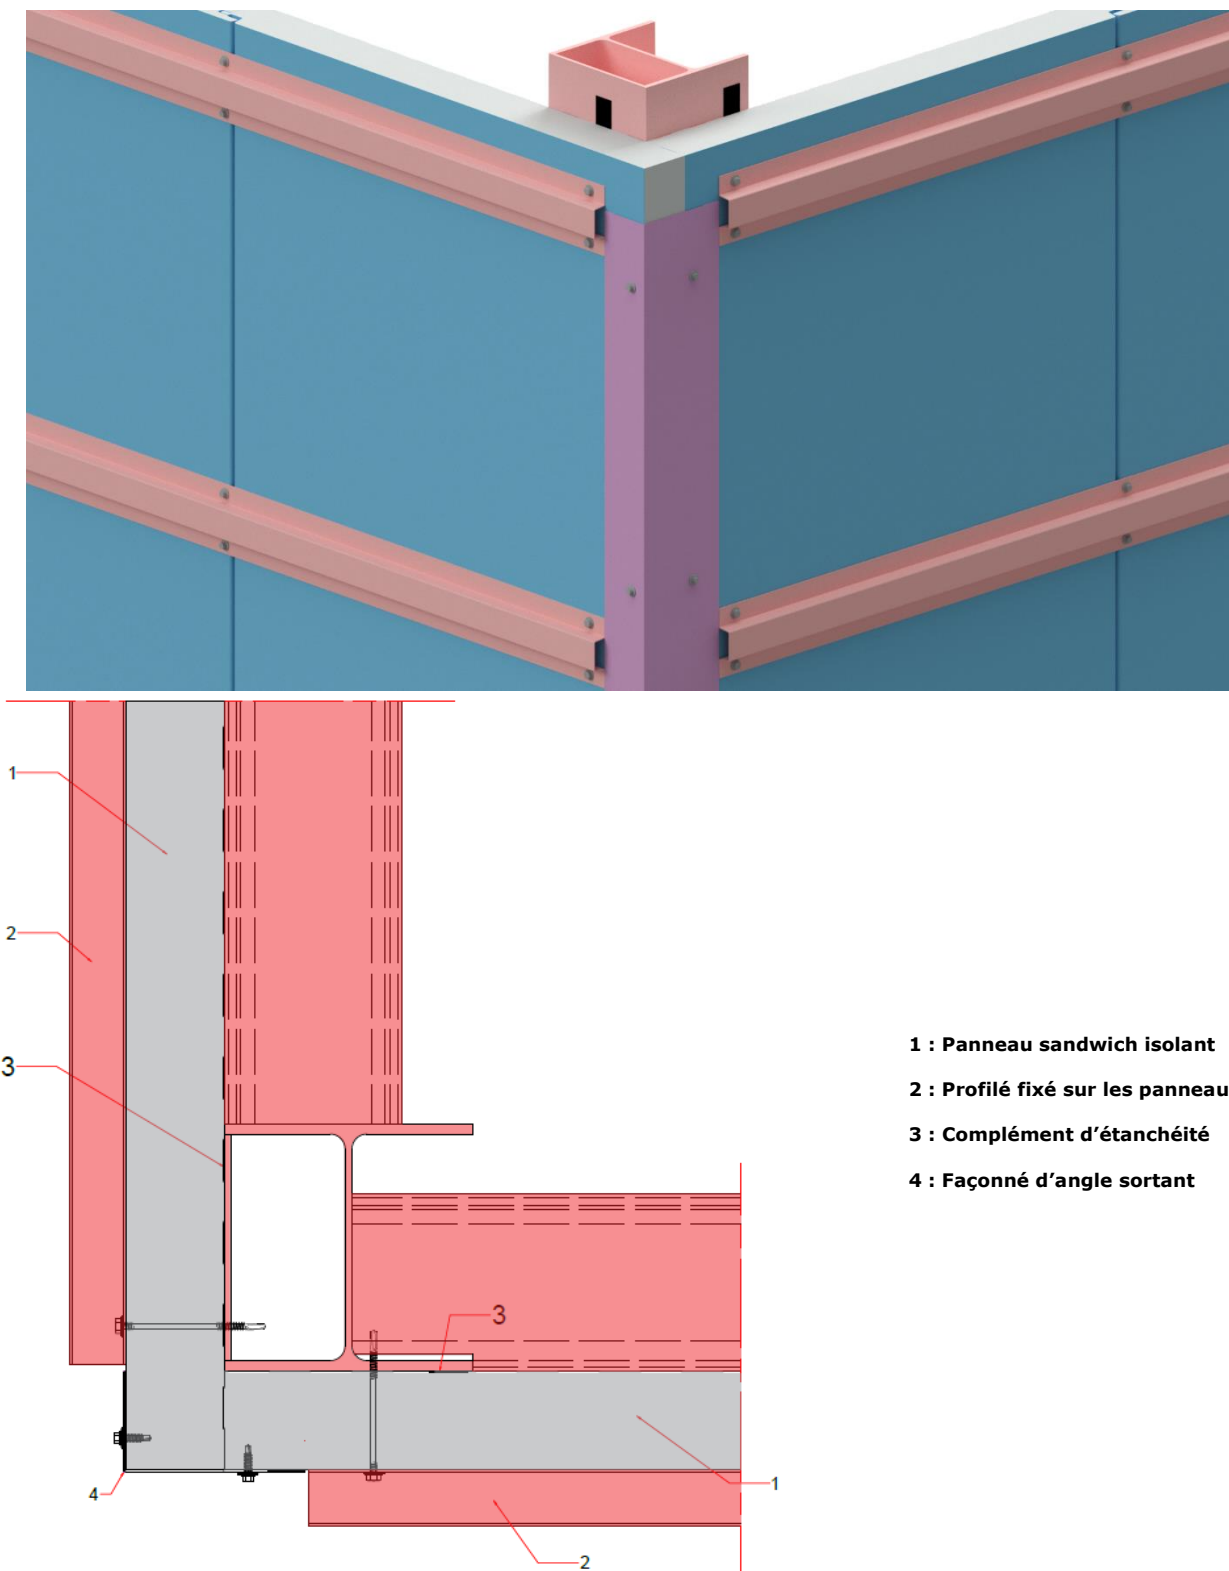 1
2
3
3
4
1
2
1 : Panneau sandwich isolant
2 : Profilé fixé sur les panneau
3 : Complément d’étanchéité
4 : Façonné d’angle sortant